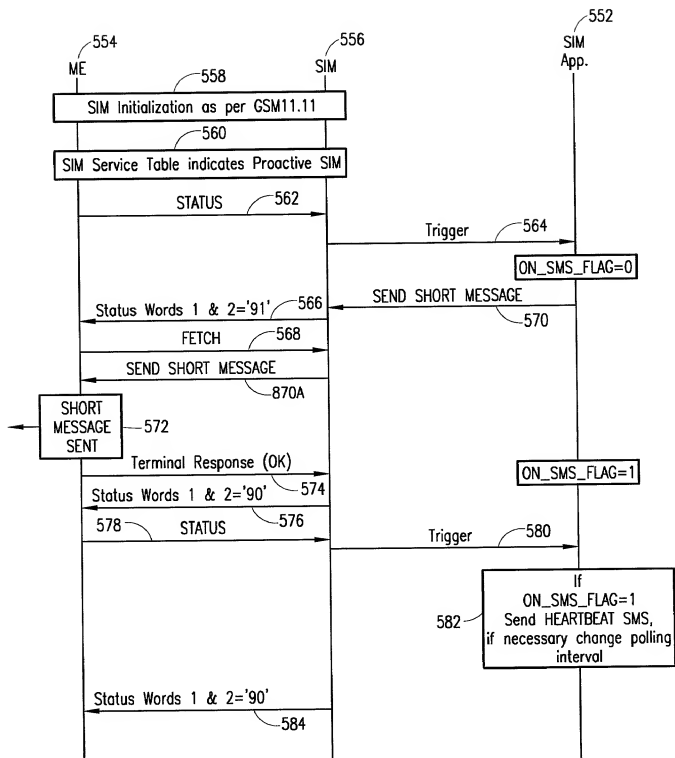 554
ME
556
SIM
552
SIM
App.
558
SIM Initialization as per GSM11.11
560
SIM Service Table indicates Proactive SIM
STATUS
562
Trigger
564
ON_SMS_FLAG=0
SEND SHORT MESSAGE
570
Status Words 1 & 2='91'
566
FETCH
568
SEND SHORT MESSAGE
870A
SHORT
MESSAGE
SENT
572
Terminal Response (OK)
574
ON_SMS_FLAG=1
Status Words 1 & 2='90'
576
578
STATUS
Trigger
580
582
If
ON_SMS_FLAG=1
Send HEARTBEAT SMS,
if necessary change polling
interval
Status Words 1 & 2='90'
584